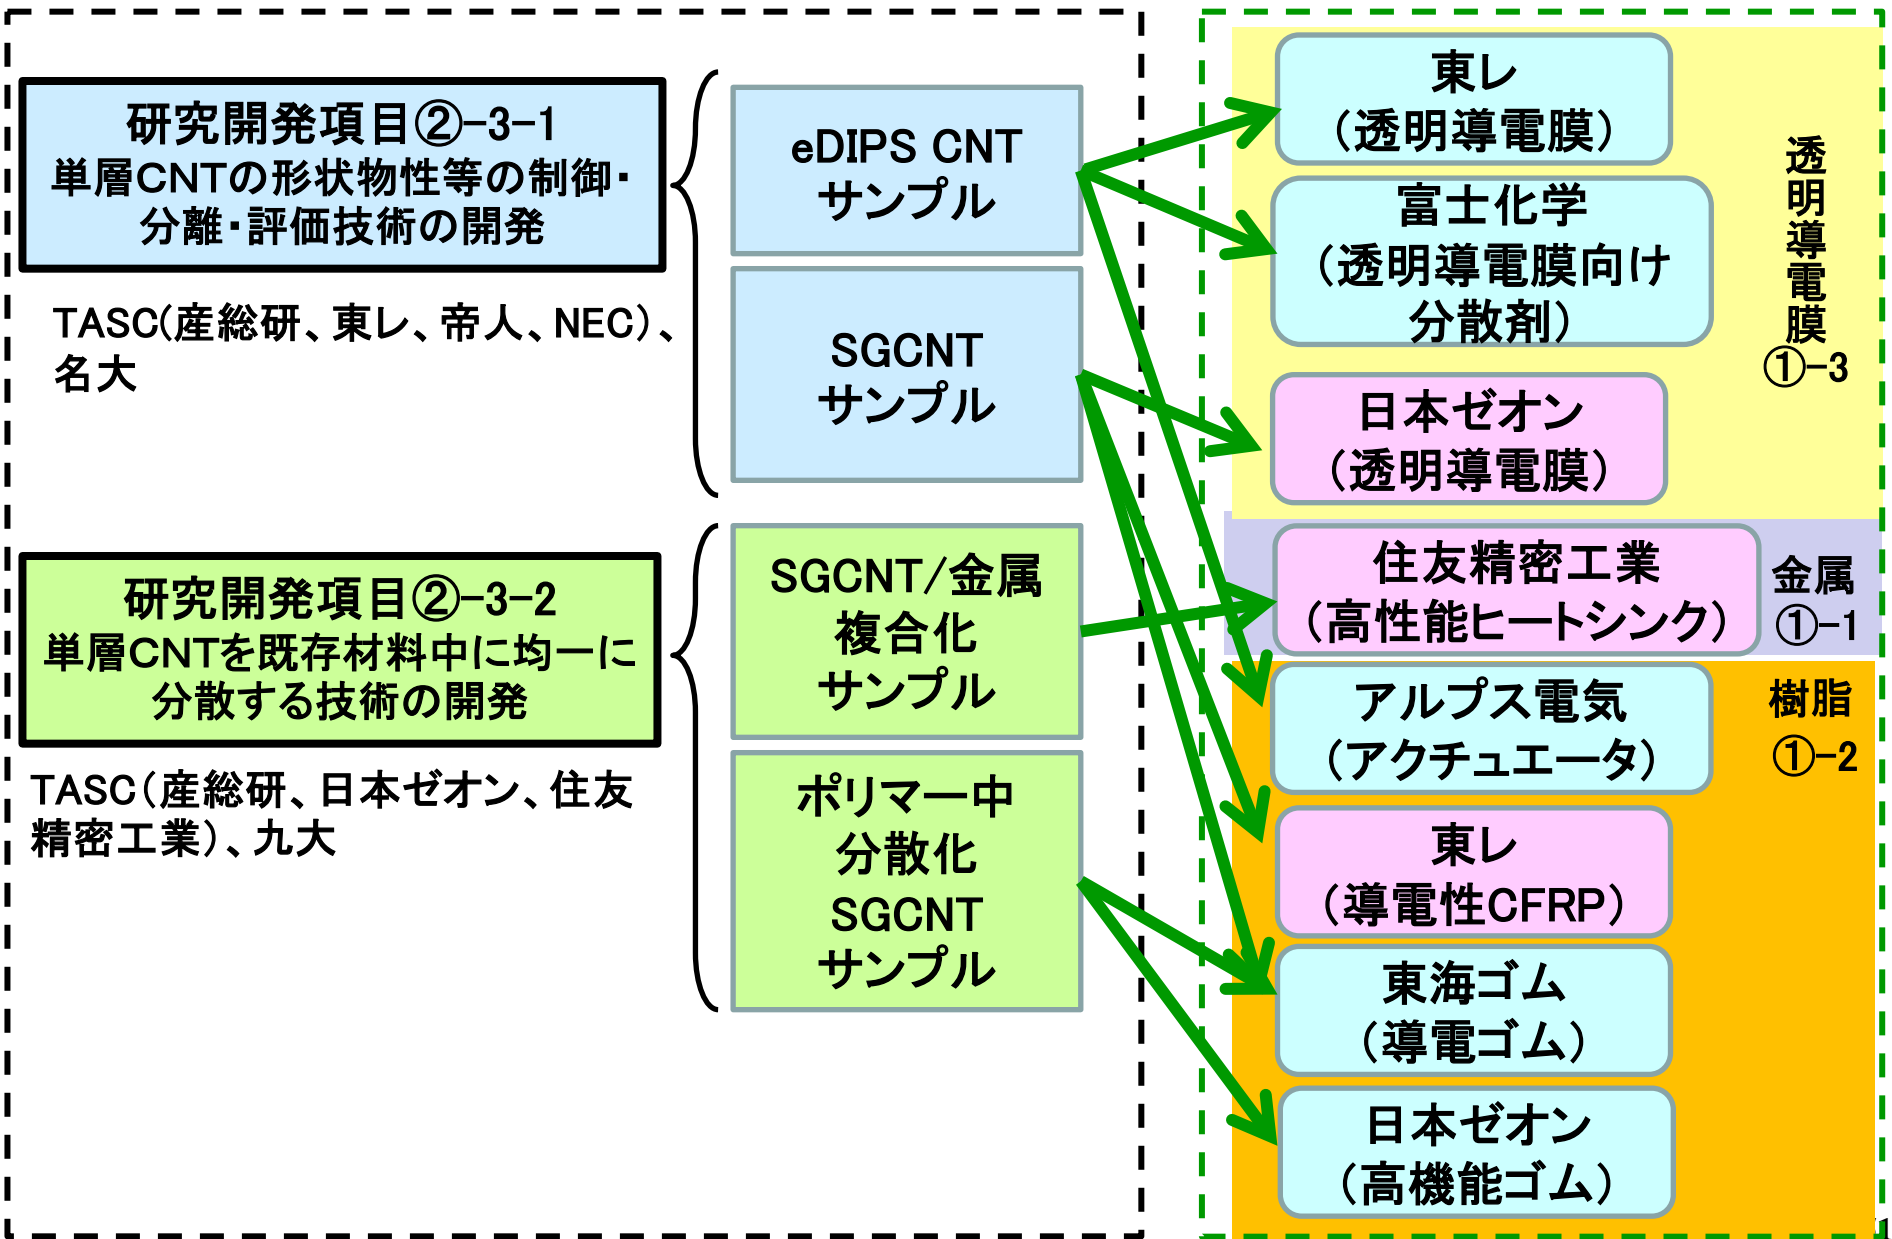 研究開発項目②-3-1
単層CNTの形状物性等の制御・
分離・評価技術の開発
TASC(産総研、東レ、帝人、NEC)、
名大
研究開発項目②-3-2
単層CNTを既存材料中に均一に
分散する技術の開発
TASC(産総研、日本ゼオン、住友
精密工業)、九大
eDIPS CNT
サンプル
SGCNT
サンプル
SGCNT/金属
複合化
サンプル
ポリマー中
分散化
SGCNT
サンプル
東レ
(透明導電膜)
富士化学
(透明導電膜向け
分散剤)
日本ゼオン
(透明導電膜)
透明導電膜
①-3
住友精密工業
(高性能ヒートシンク)
金属
①-1
アルプス電気
(アクチュエータ)
樹脂
①-2
東レ
(導電性CFRP)
東海ゴム
(導電ゴム)
日本ゼオン
(高機能ゴム)